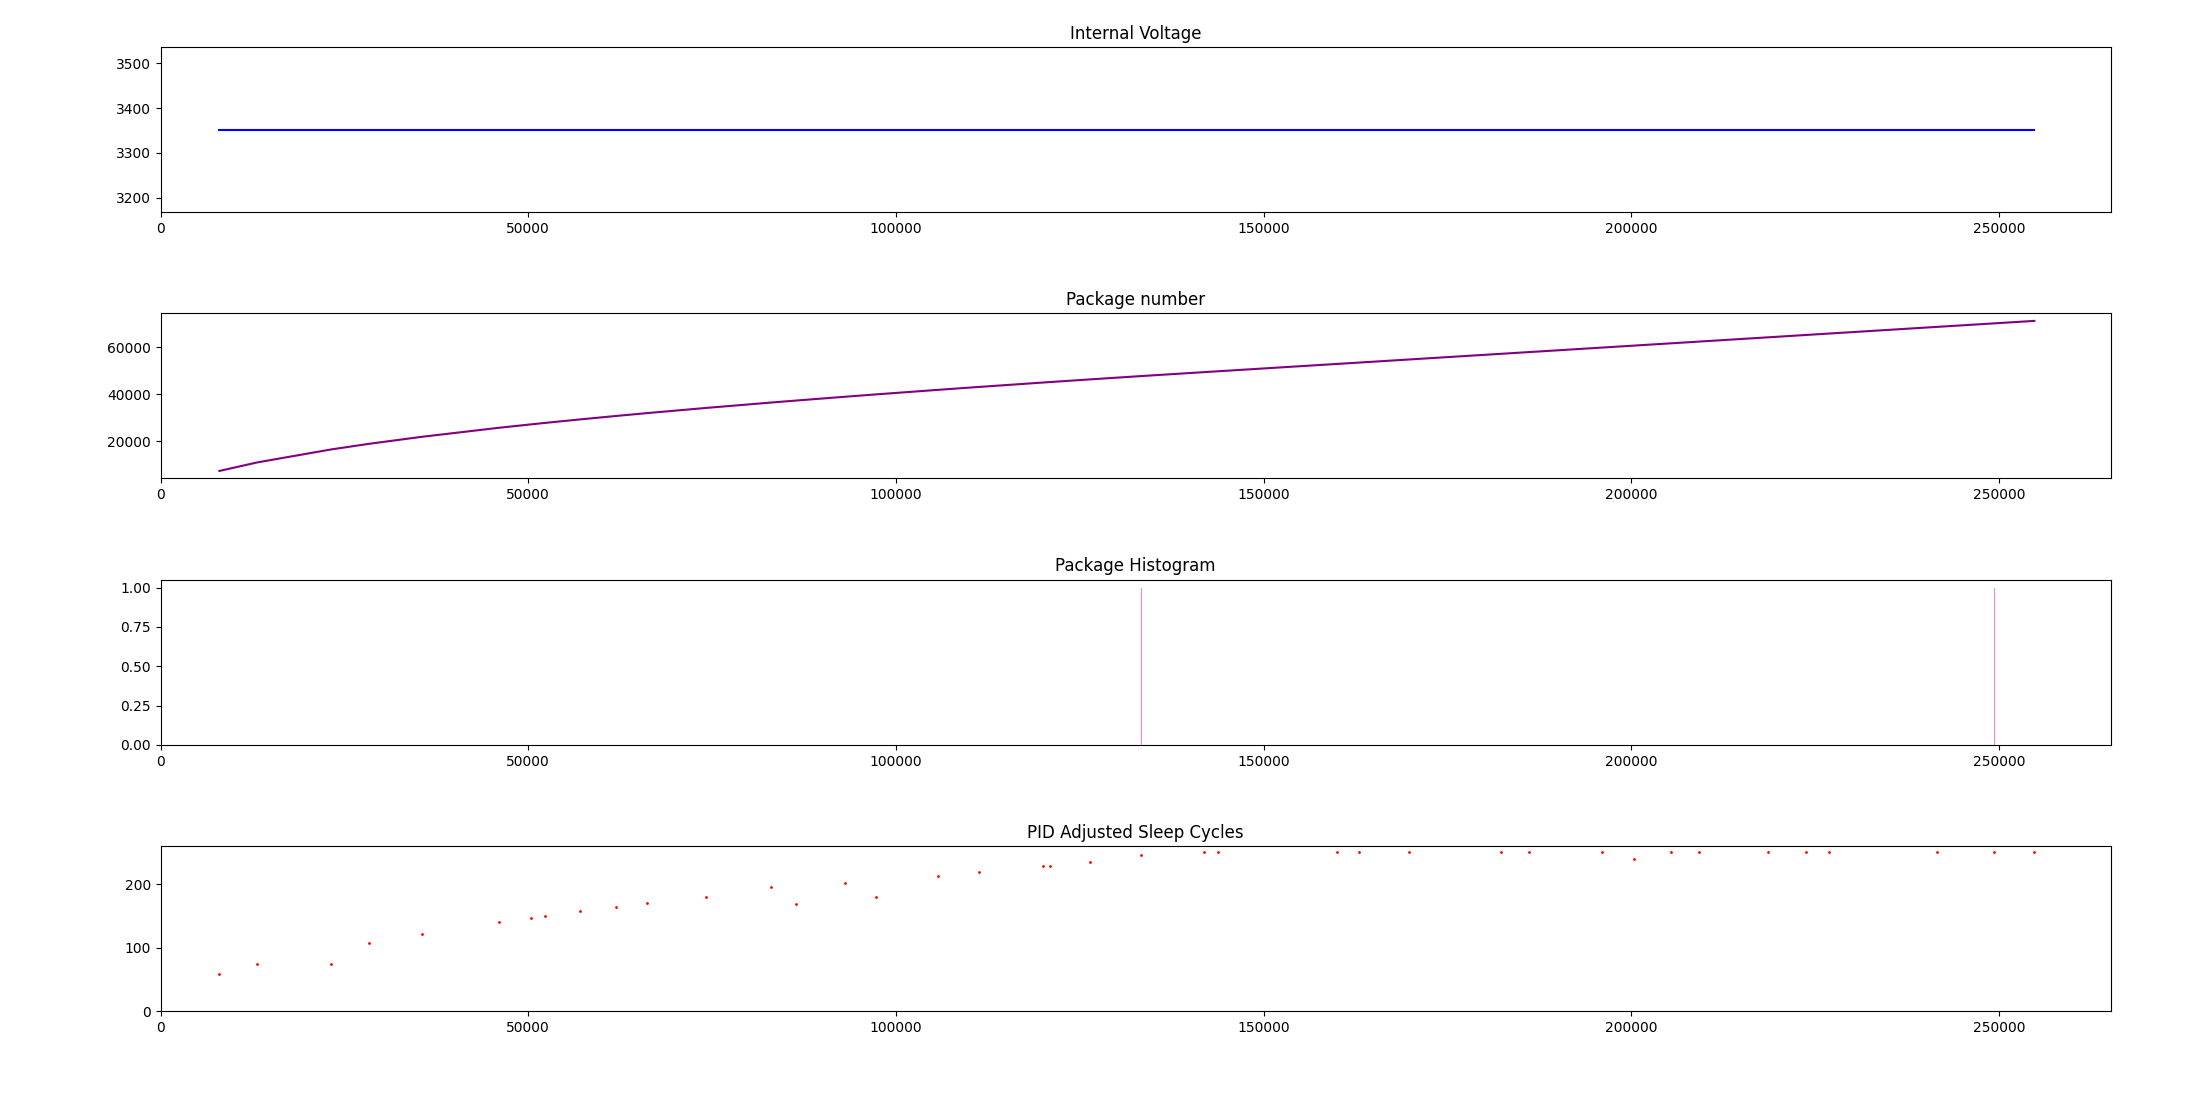 Internal Voltage
3500
3400
3300
3200
0 50000 100000 150000 200000 250000
Package number
60000
40000
20000
0 50000 100000 150000 200000 250000
Package Histogram
1.00
0.75
0.50
0.25
0.00
0 50000 100000 150000 200000 250000
PID Adjusted Sleep Cycles
200
100
0
0 50000 100000 150000 200000 250000